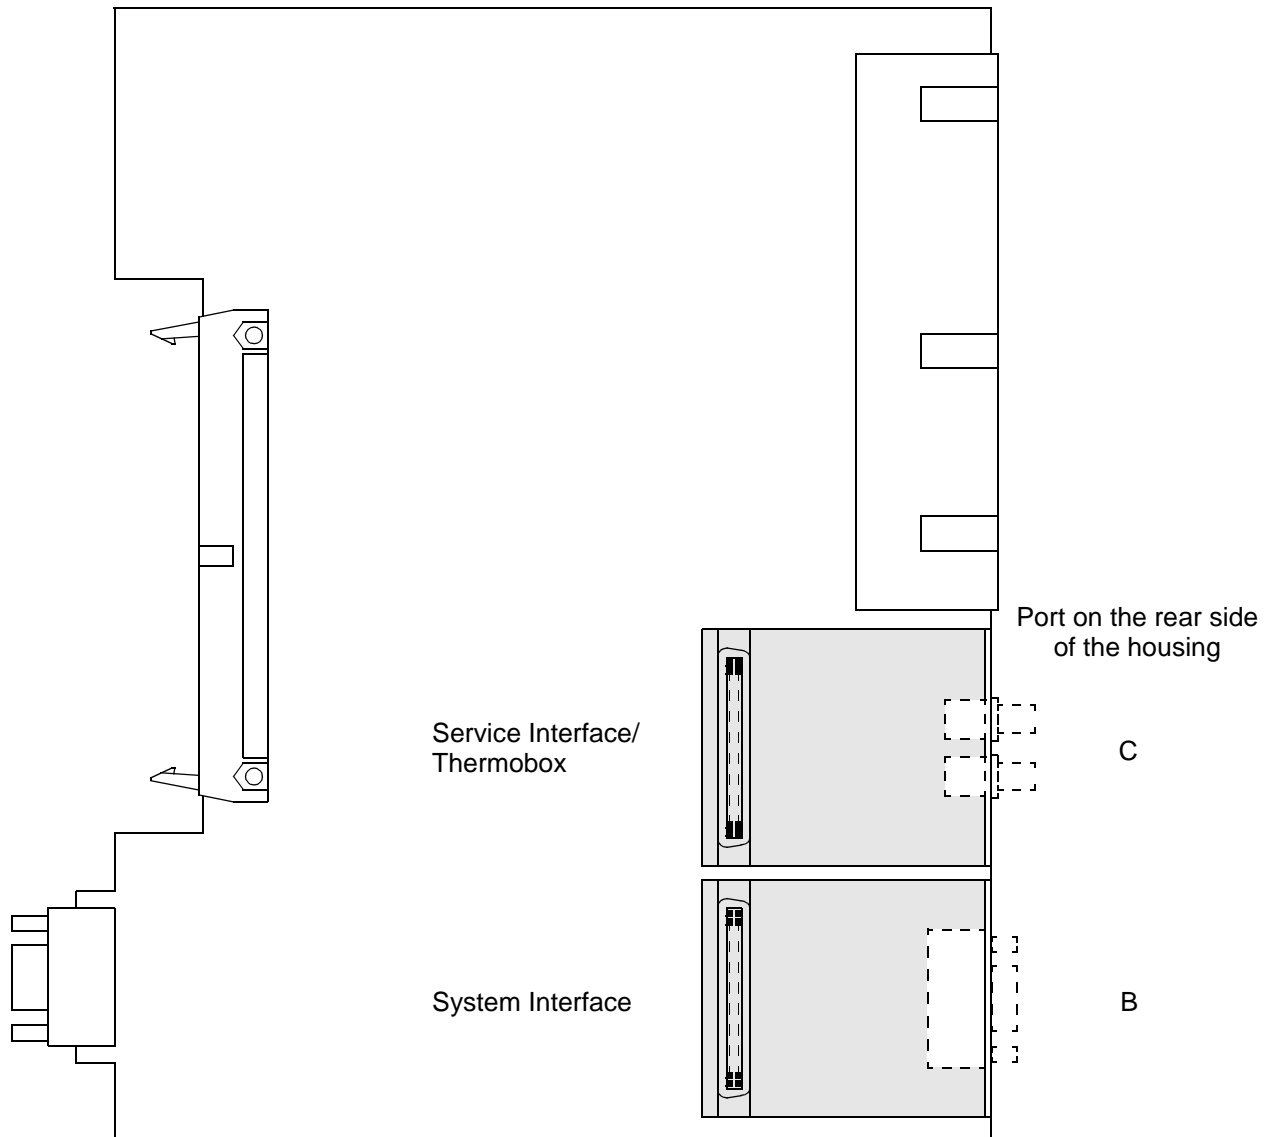 Port on the rear side
of the housing
Service Interface/
Thermobox
C
System Interface
B